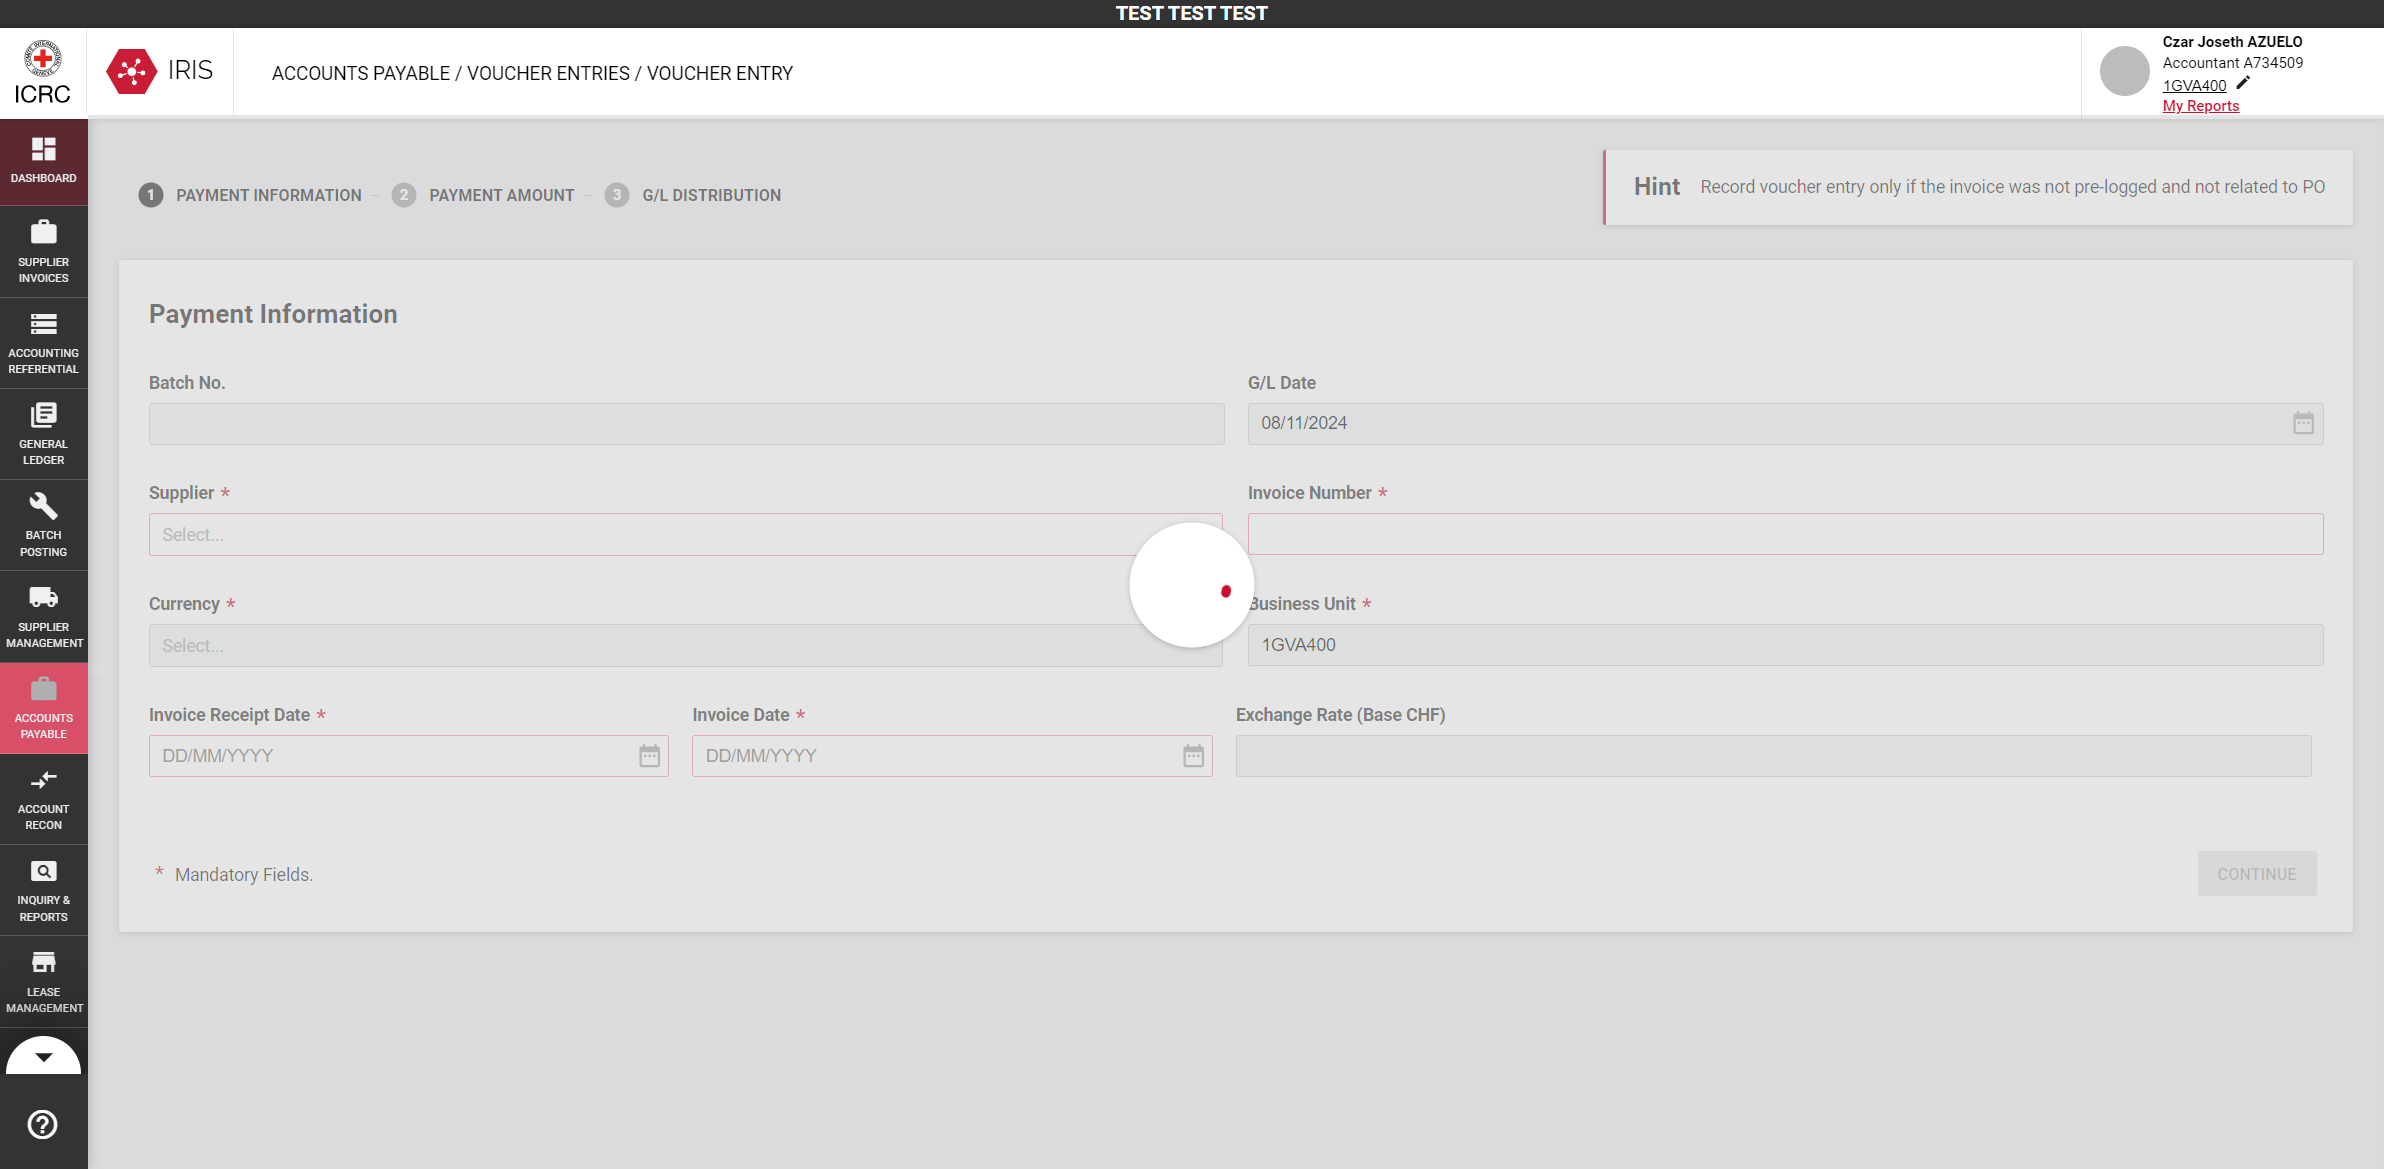 TEST TEST TEST
ICRC
IRIS
ACCOUNTS PAYABLE / VOUCHER ENTRIES / VOUCHER ENTRY
Czar Joseth AZUELO
Accountant A734509
1GVA400
My Reports
DASHBOARD
SUPPLIER
INVOICES
ACCOUNTING
REFERENTIAL
GENERAL
LEDGER
BATCH
POSTING
SUPPLIER
MANAGEMENT
ACCOUNTS
PAYABLE
ACCOUNT
RECON
INQUIRY &
REPORTS
LEASE
MANAGEMENT
1 PAYMENT INFORMATION – 2 PAYMENT AMOUNT – 3 G/L DISTRIBUTION
Hint Record voucher entry only if the invoice was not pre-logged and not related to PO
Payment Information
Batch No.
G/L Date
08/11/2024
Supplier *
Select...
Invoice Number *
Currency *
Select...
Business Unit *
1GVA400
Invoice Receipt Date *
DD/MM/YYYY
Invoice Date *
DD/MM/YYYY
Exchange Rate (Base CHF)
* Mandatory Fields.
CONTINUE